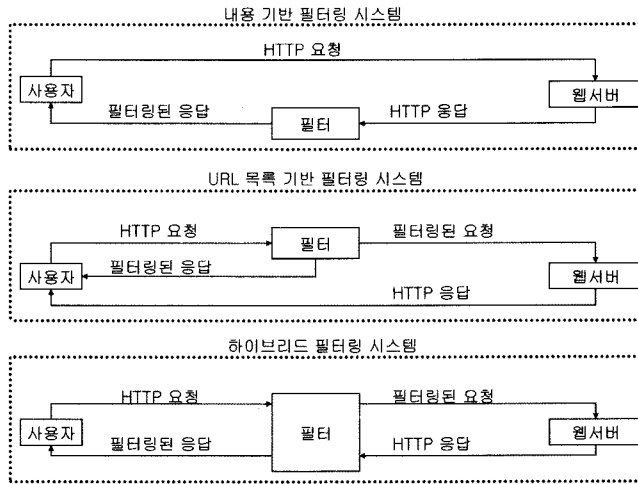 내용 기반 필터링 시스템
HTTP 요청
사용자
웹서버
필터링된 응답
필터
HTTP 응답
URL 목록 기반 필터링 시스템
HTTP 요청
필터
필터링된 요청
사용자
필터링된 응답
웹서버
HTTP 응답
하이브리드 필터링 시스템
HTTP 요청
필터링된 요청
사용자
필터
웹서버
필터링된 응답
HTTP 응답